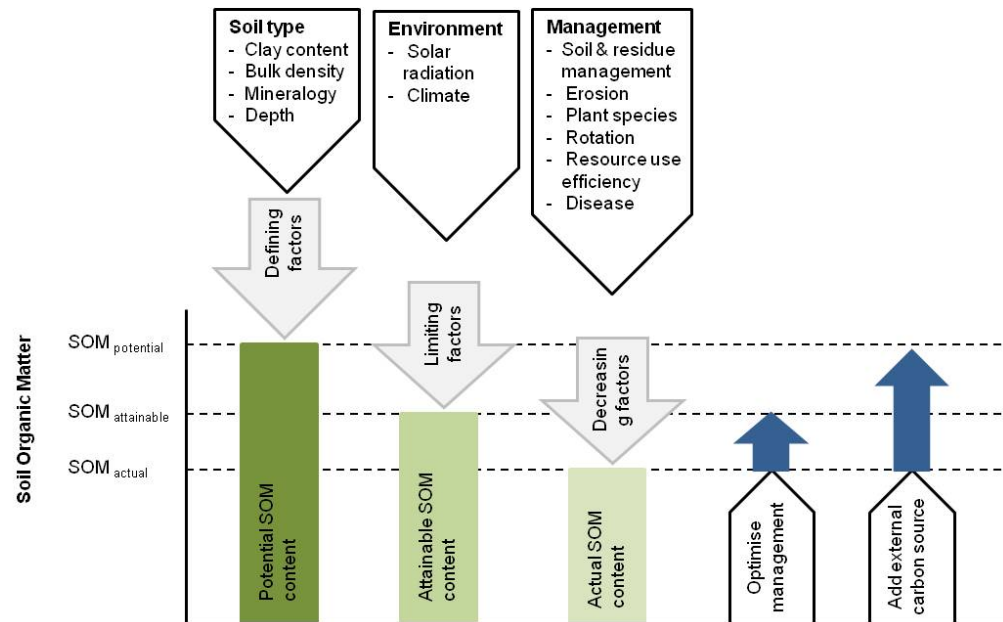 Soil type
- Clay content
- Bulk density
- Mineralogy
- Depth
Environment
- Solar
radiation
- Climate
Management
- Soil & residue
management
- Erosion
- Plant species
- Rotation
- Resource use
efficiency
- Disease
Defining
factors
Limiting
factors
Decreasin
g factors
Soil Organic Matter
SOM potential
SOM attainable
SOM actual
Potential SOM
content
Attainable SOM
content
Actual SOM
content
Optimise
management
Add external
carbon source